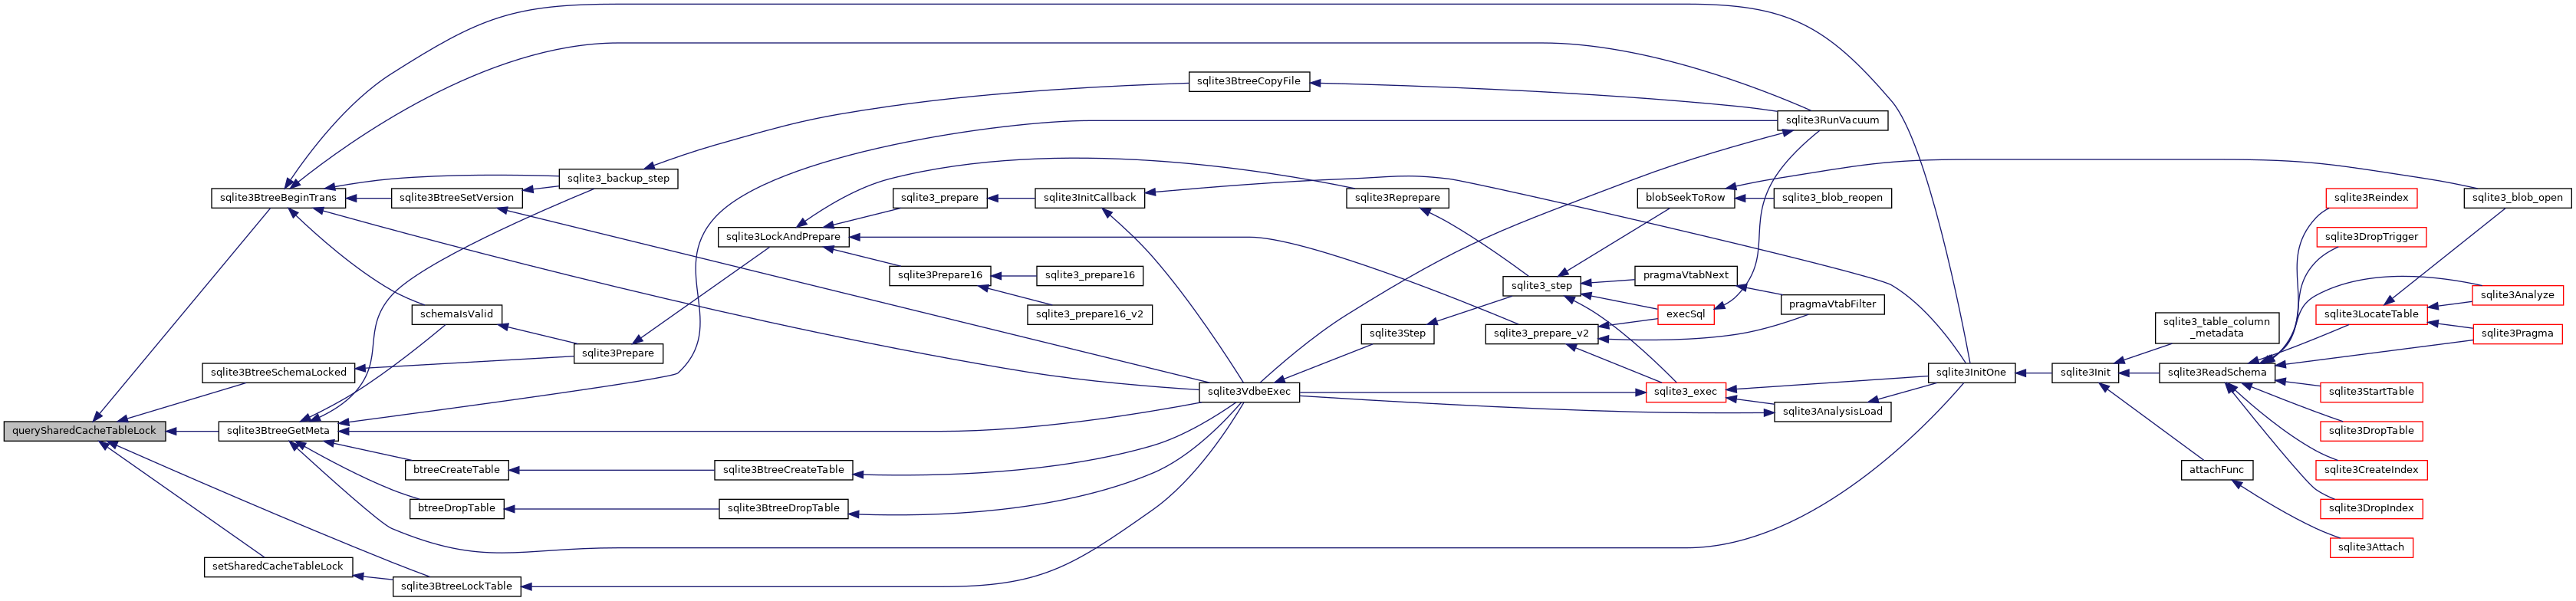 querySharedCacheTableLock
sqlite3BtreeBeginTrans
sqlite3BtreeSchemaLocked
sqlite3BtreeGetMeta
setSharedCacheTableLock
sqlite3BtreeSetVersion
schemaIsValid
btreeCreateTable
btreeDropTable
sqlite3BtreeLockTable
sqlite3_backup_step
sqlite3Prepare
sqlite3LockAndPrepare
sqlite3BtreeCreateTable
sqlite3BtreeDropTable
sqlite3_prepare
sqlite3Prepare16
sqlite3InitCallback
sqlite3_prepare16
sqlite3_prepare16_v2
sqlite3BtreeCopyFile
sqlite3VdbeExec
sqlite3Reprepare
sqlite3Step
sqlite3_step
sqlite3_prepare_v2
blobSeekToRow
pragmaVtabNext
execSql
sqlite3_exec
sqlite3RunVacuum
sqlite3_blob_reopen
pragmaVtabFilter
sqlite3AnalysisLoad
sqlite3InitOne
sqlite3Init
sqlite3_table_column
_metadata
sqlite3ReadSchema
attachFunc
sqlite3Reindex
sqlite3DropTrigger
sqlite3LocateTable
sqlite3StartTable
sqlite3DropTable
sqlite3CreateIndex
sqlite3DropIndex
sqlite3Attach
sqlite3_blob_open
sqlite3Analyze
sqlite3Pragma